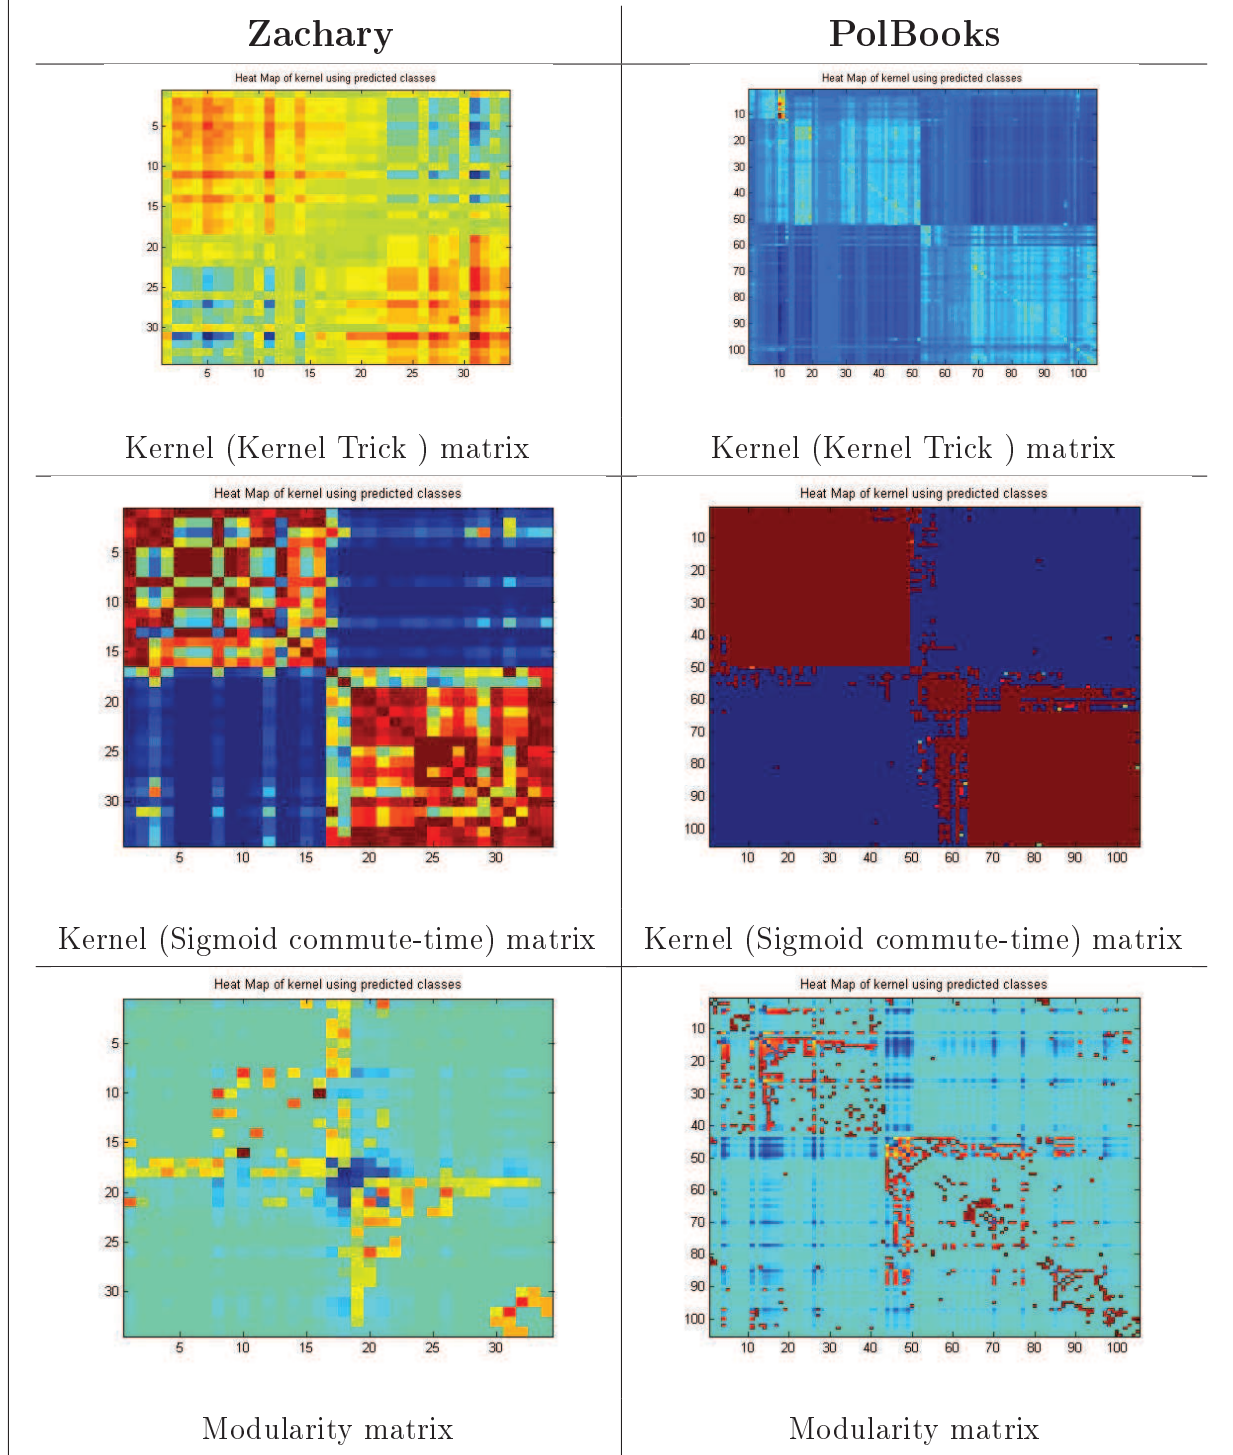 Zachary
PolBooks
Heat Map of kernel using predicted classes
5
10
15
20
25
30
5 10 15 20 25 30
Kernel (Kernel Trick ) matrix
Heat Map of kernel using predicted classes
10
20
30
40
50
60
70
80
90
100
10 20 30 40 50 60 70 80 90 100
Kernel (Kernel Trick ) matrix
Heat Map of kernel using predicted classes
5
10
15
20
25
30
5 10 15 20 25 30
Kernel (Sigmoid commute-time) matrix
Heat Map of kernel using predicted classes
10
20
30
40
50
60
70
80
90
100
10 20 30 40 50 60 70 80 90 100
Kernel (Sigmoid commute-time) matrix
Heat Map of kernel using predicted classes
5
10
15
20
25
30
5 10 15 20 25 30
Modularity matrix
Heat Map of kernel using predicted classes
10
20
30
40
50
60
70
80
90
100
10 20 30 40 50 60 70 80 90 100
Modularity matrix